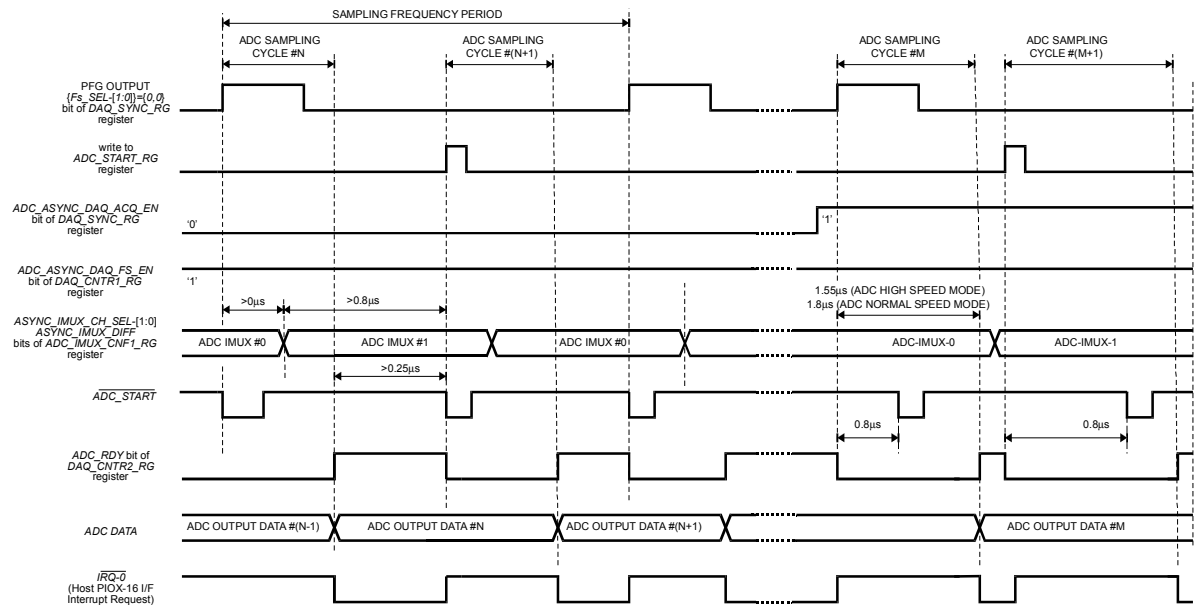 SAMPLING FREQUENCY PERIOD
ADC SAMPLING
CYCLE #N
ADC SAMPLING
CYCLE #(N+1)
ADC SAMPLING
CYCLE #M
ADC SAMPLING
CYCLE #(M+1)
PFG OUTPUT
{Fs_SEL-[1:0]}={0,0}
bit of DAQ_SYNC_RG
register
write to
ADC_START_RG
register
ADC_ASYNC_DAQ_ACQ_EN
bit of DAQ_SYNC_RG
register
'0'
'1'
ADC_ASYNC_DAQ_FS_EN
bit of DAQ_CNTR1_RG
register
'1'
>0µs
>0.8µs
1.55µs (ADC HIGH SPEED MODE)
1.8µs (ADC NORMAL SPEED MODE)
ASYNC_IMUX_CH_SEL-[1:0]
ASYNC_IMUX_DIFF
bits of ADC_IMUX_CNF1_RG
register
ADC IMUX #0
ADC IMUX #1
ADC IMUX #0
ADC-IMUX-0
ADC-IMUX-1
>0.25µs
ADC_START
0.8µs
0.8µs
ADC_RDY bit of
DAQ_CNTR2_RG
register
ADC DATA
ADC OUTPUT DATA #(N-1)
ADC OUTPUT DATA #N
ADC OUTPUT DATA #(N+1)
ADC OUTPUT DATA #M
IRQ-0
(Host PIOX-16 I/F
Interrupt Request)